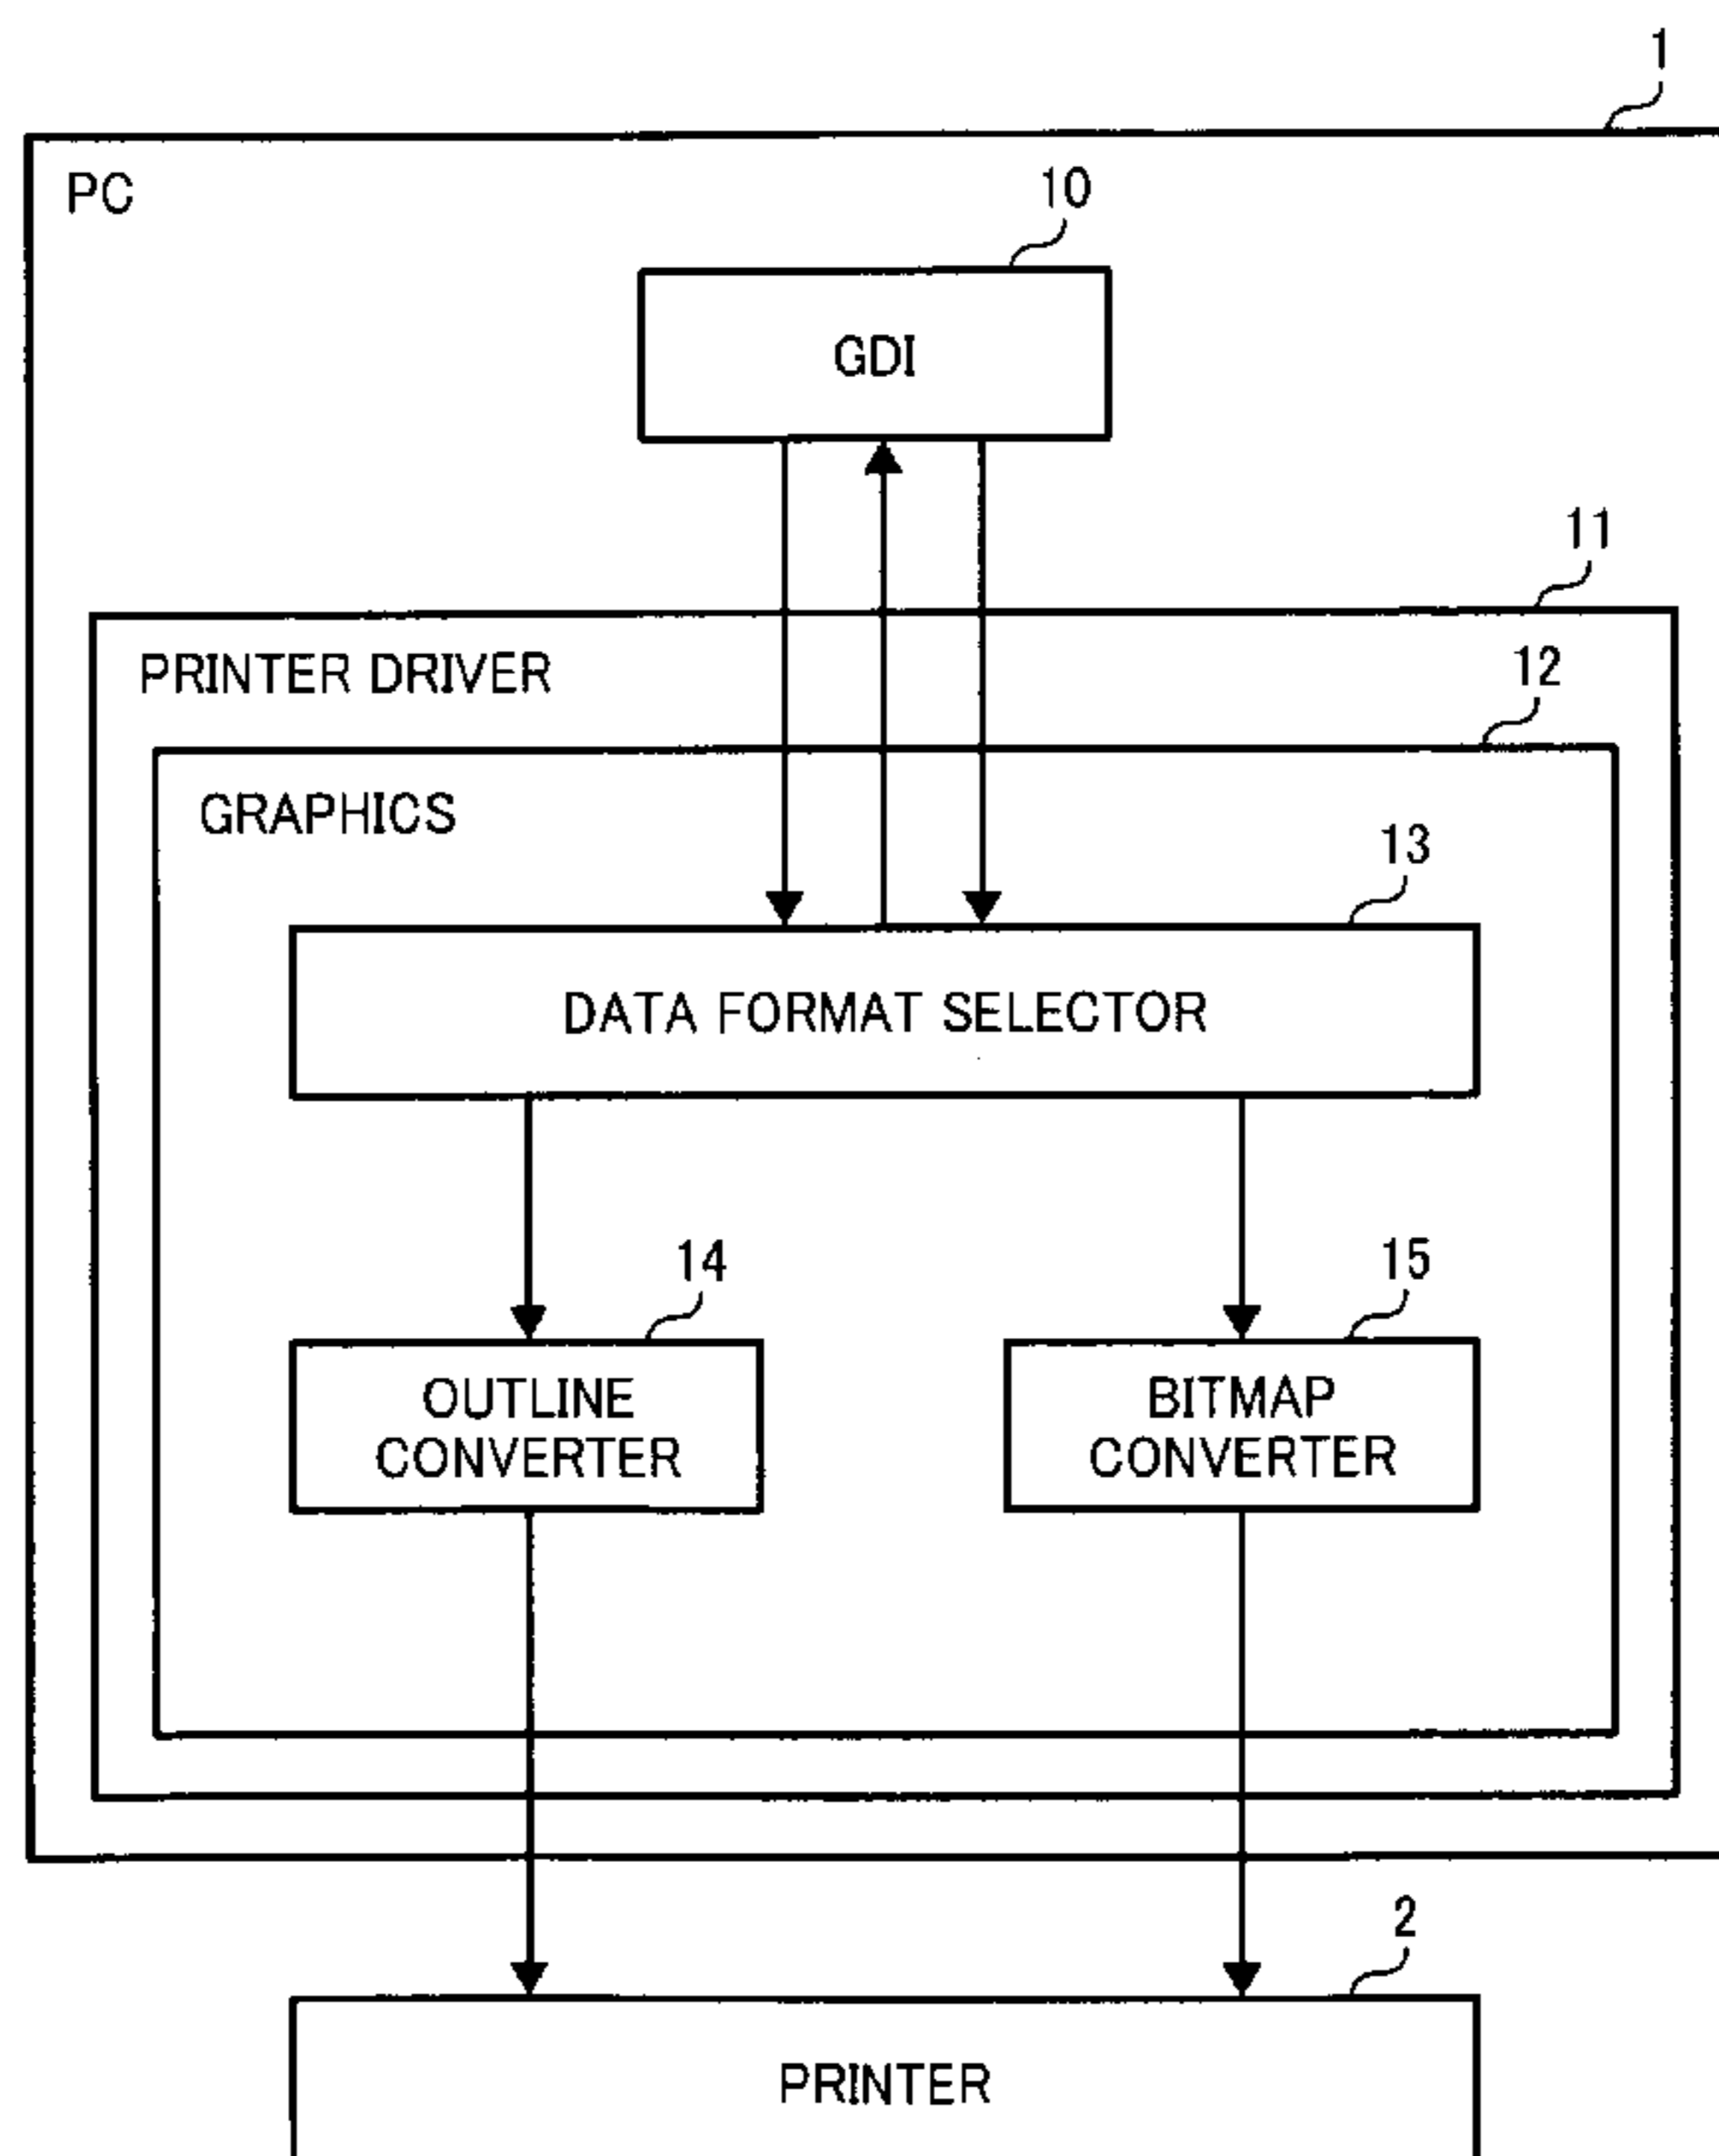 1
PC
10
GDI
11
PRINTER DRIVER
12
GRAPHICS
13
DATA FORMAT SELECTOR
14
15
OUTLINE
CONVERTER
BITMAP
CONVERTER
2
PRINTER